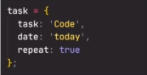 task = {
  task: 'Code',
  date: 'today',
  repeat: true
};